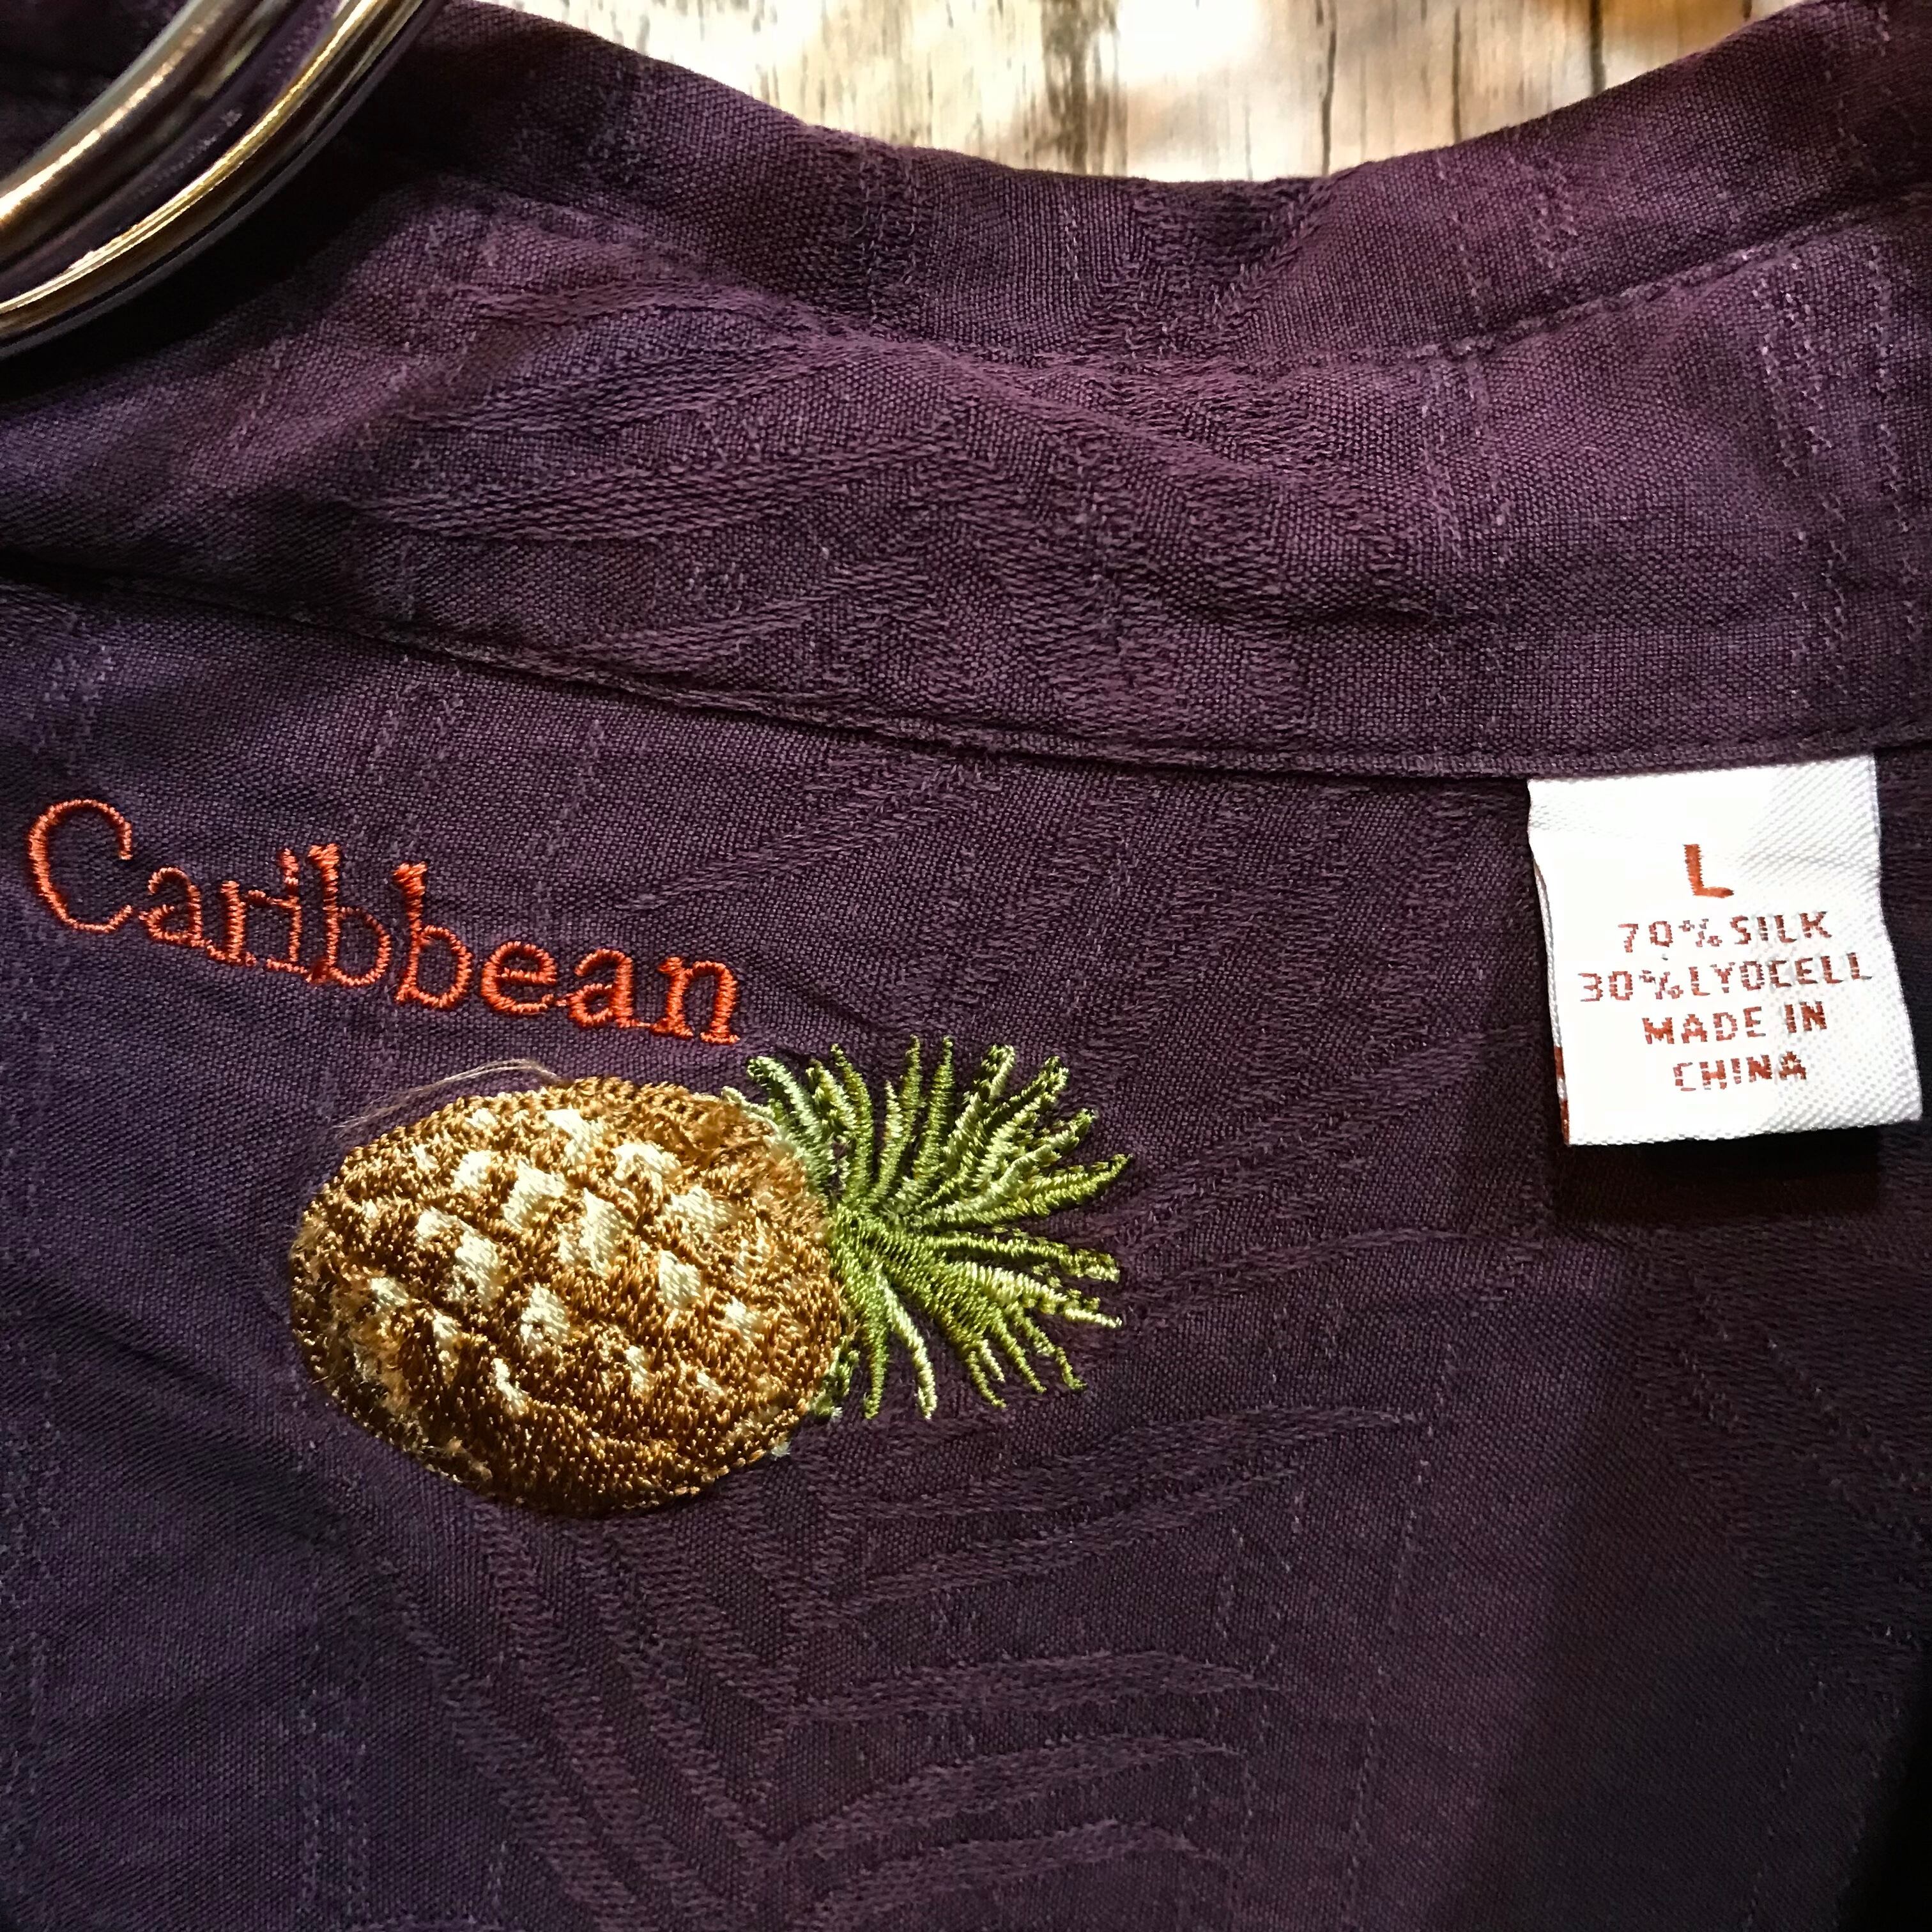 Caribbean
L
70% SILK
30% LYOCELL
MADE IN
CHINA